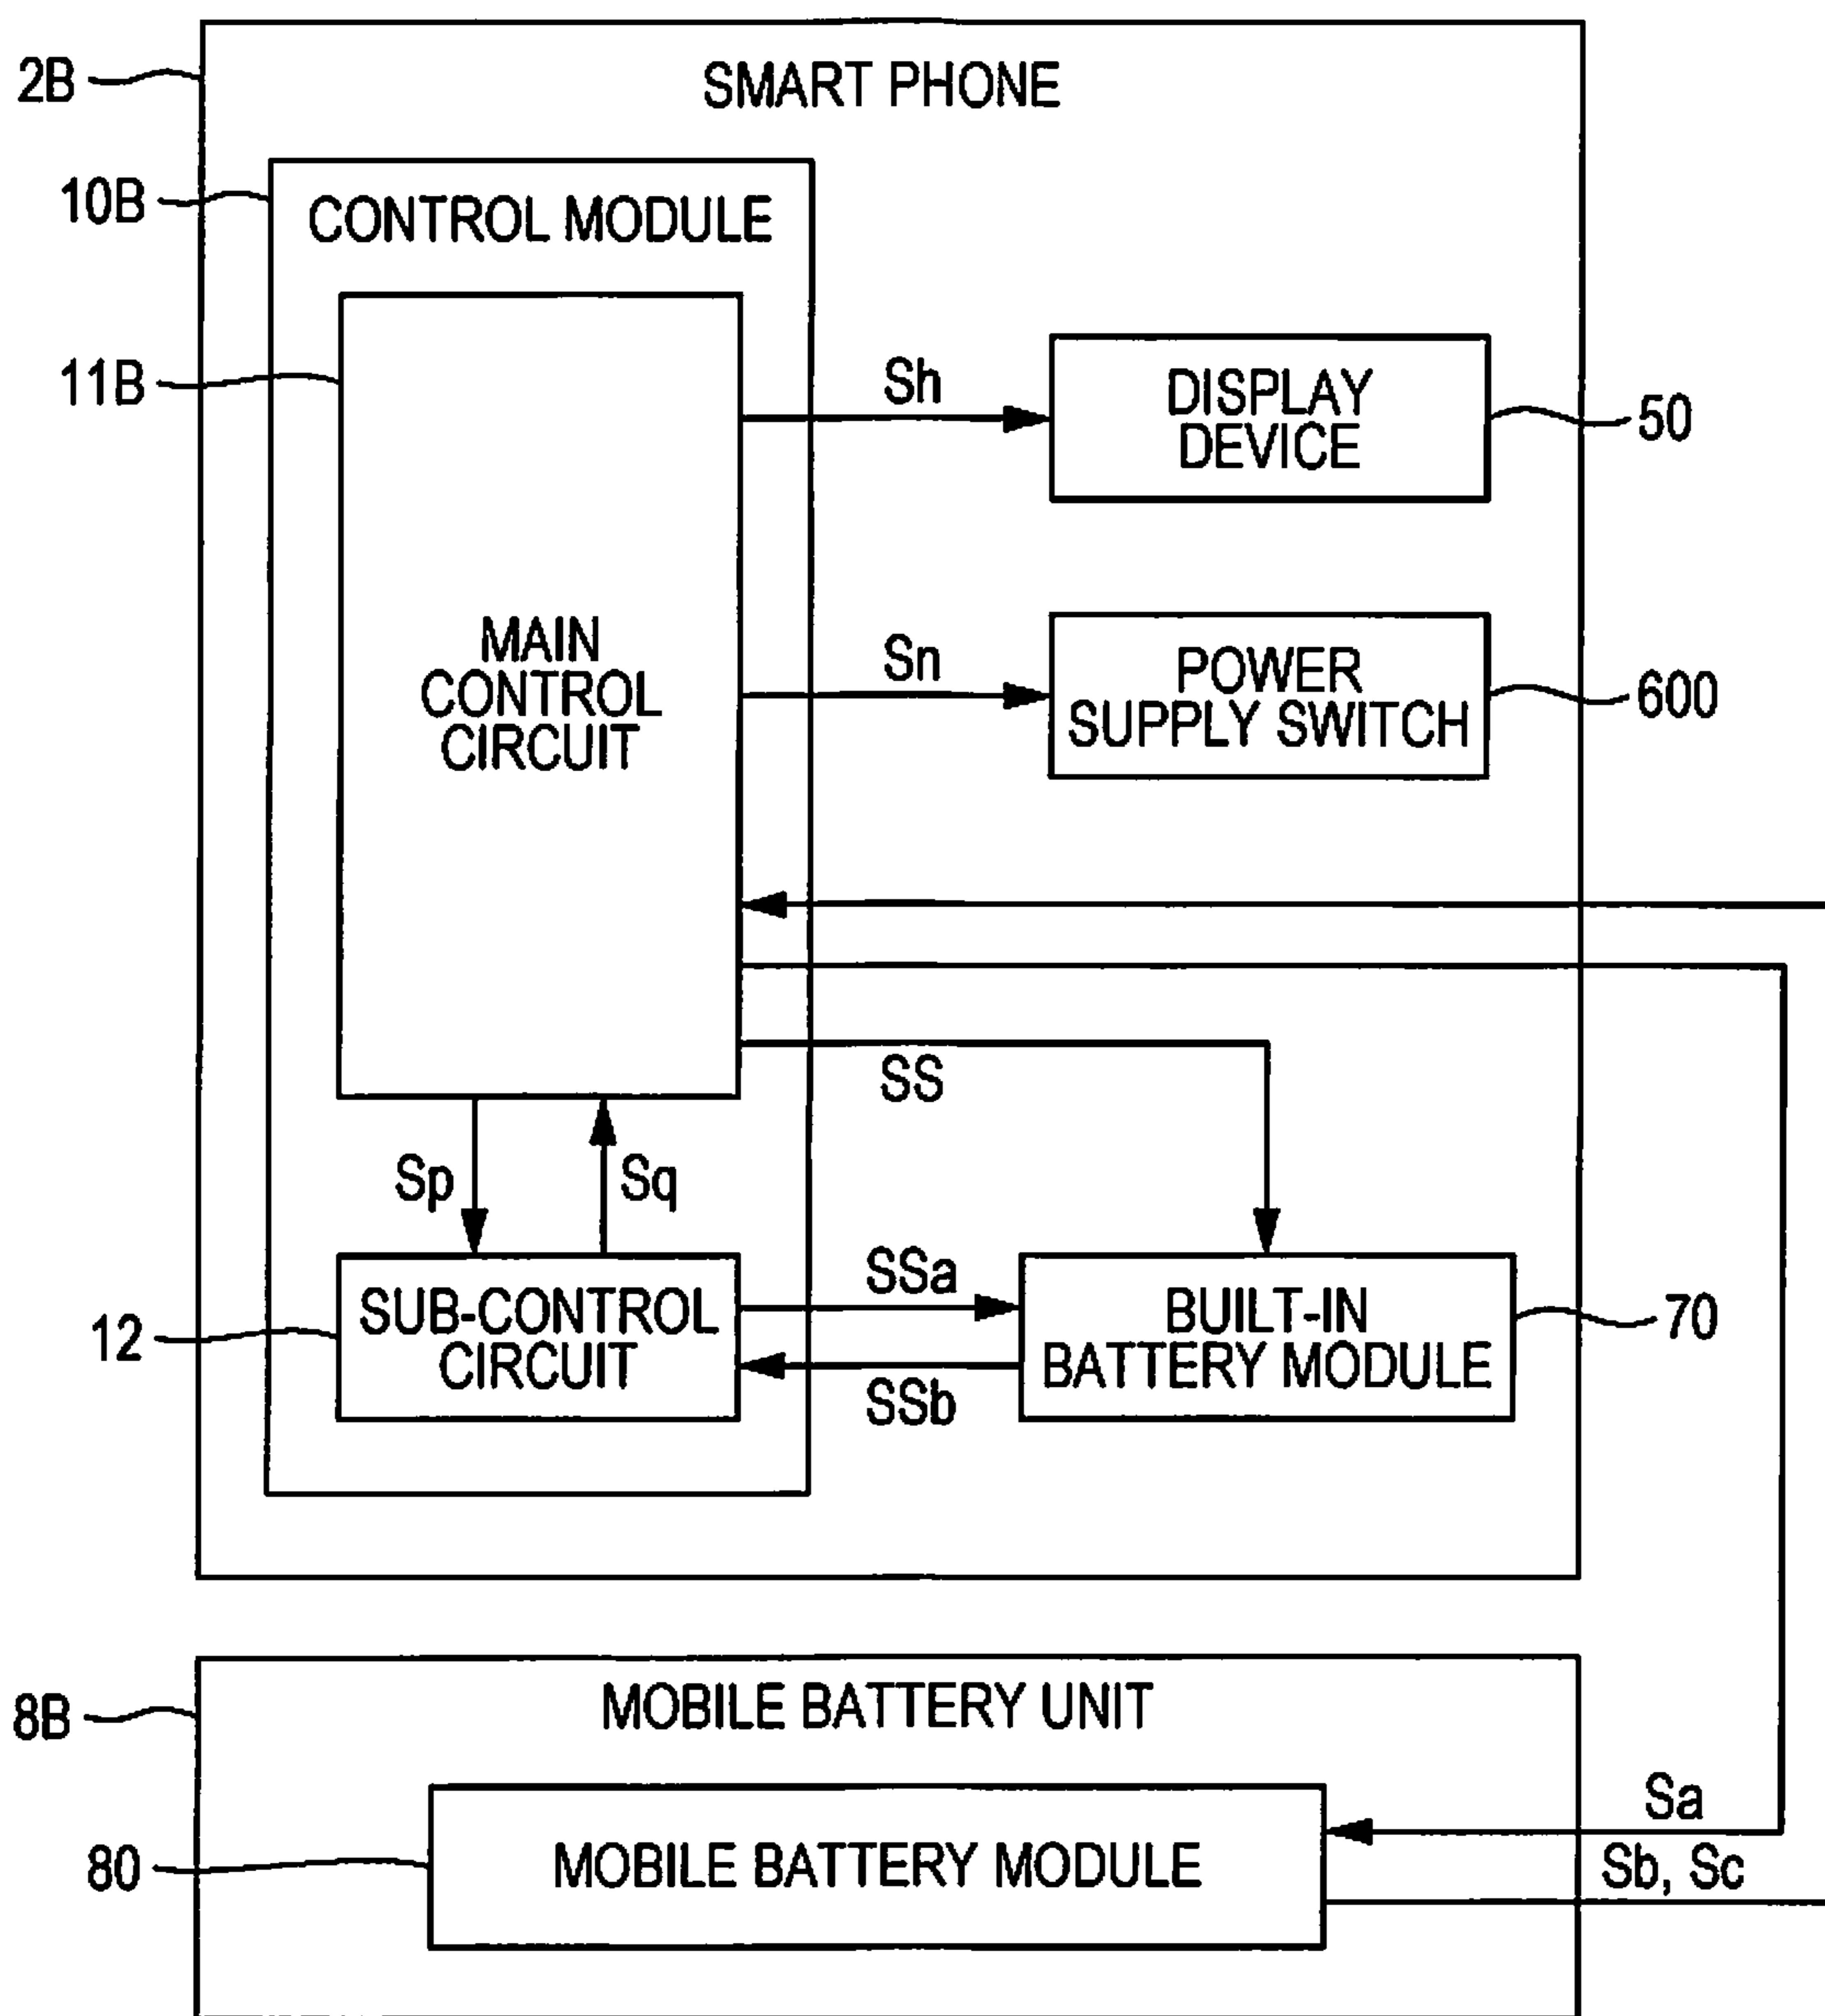 2B
SMART PHONE
10B
CONTROL MODULE
11B
Sh
DISPLAY
DEVICE
50
MAIN
CONTROL
CIRCUIT
Sn
POWER
SUPPLY SWITCH
600
SS
Sp
Sq
12
SUB-CONTROL
CIRCUIT
SSa
SSb
BUILT-IN
BATTERY MODULE
70
8B
MOBILE BATTERY UNIT
80
MOBILE BATTERY MODULE
Sa
Sb, Sc